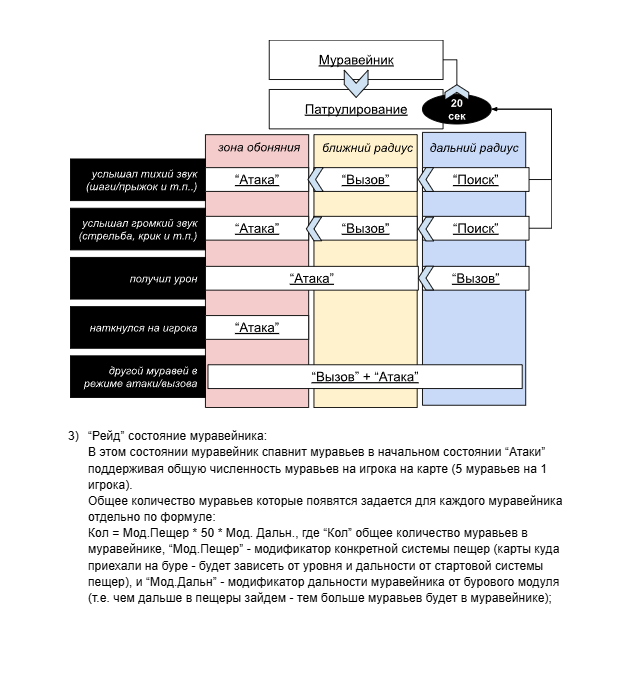 Муравейник
Патрулирование
20
сек
зона обоняния
ближний радиус
дальний радиус
услышал тихий звук
(шаги/прыжок и т.п..)
“Атака”
“Вызов”
“Поиск”
услышал громкий звук
(стрельба, крик и т.п.)
“Атака”
“Вызов”
“Поиск”
получил урон
“Атака”
“Вызов”
наткнулся на игрока
“Атака”
другой муравей в
режиме атаки/вызова
“Вызов” + “Атака”
3) “Рейд” состояние муравейника:
В этом состоянии муравейник спавнит муравьев в начальном состоянии “Атаки”
поддерживая общую численность муравьев на игрока на карте (5 муравьев на 1
игрока).
Общее количество муравьев которые появятся задается для каждого муравейника
отдельно по формуле:
Кол = Мод.Пещер * 50 * Мод. Дальн., где “Кол” общее количество муравьев в
муравейнике, “Мод.Пещер” - модификатор конкретной системы пещер (карты куда
приехали на буре - будет зависеть от уровня и дальности от стартовой системы
пещер), и “Мод.Дальн” - модификатор дальности муравейника от бурового модуля
(т.е. чем дальше в пещеры зайдем - тем больше муравьев будет в муравейнике);